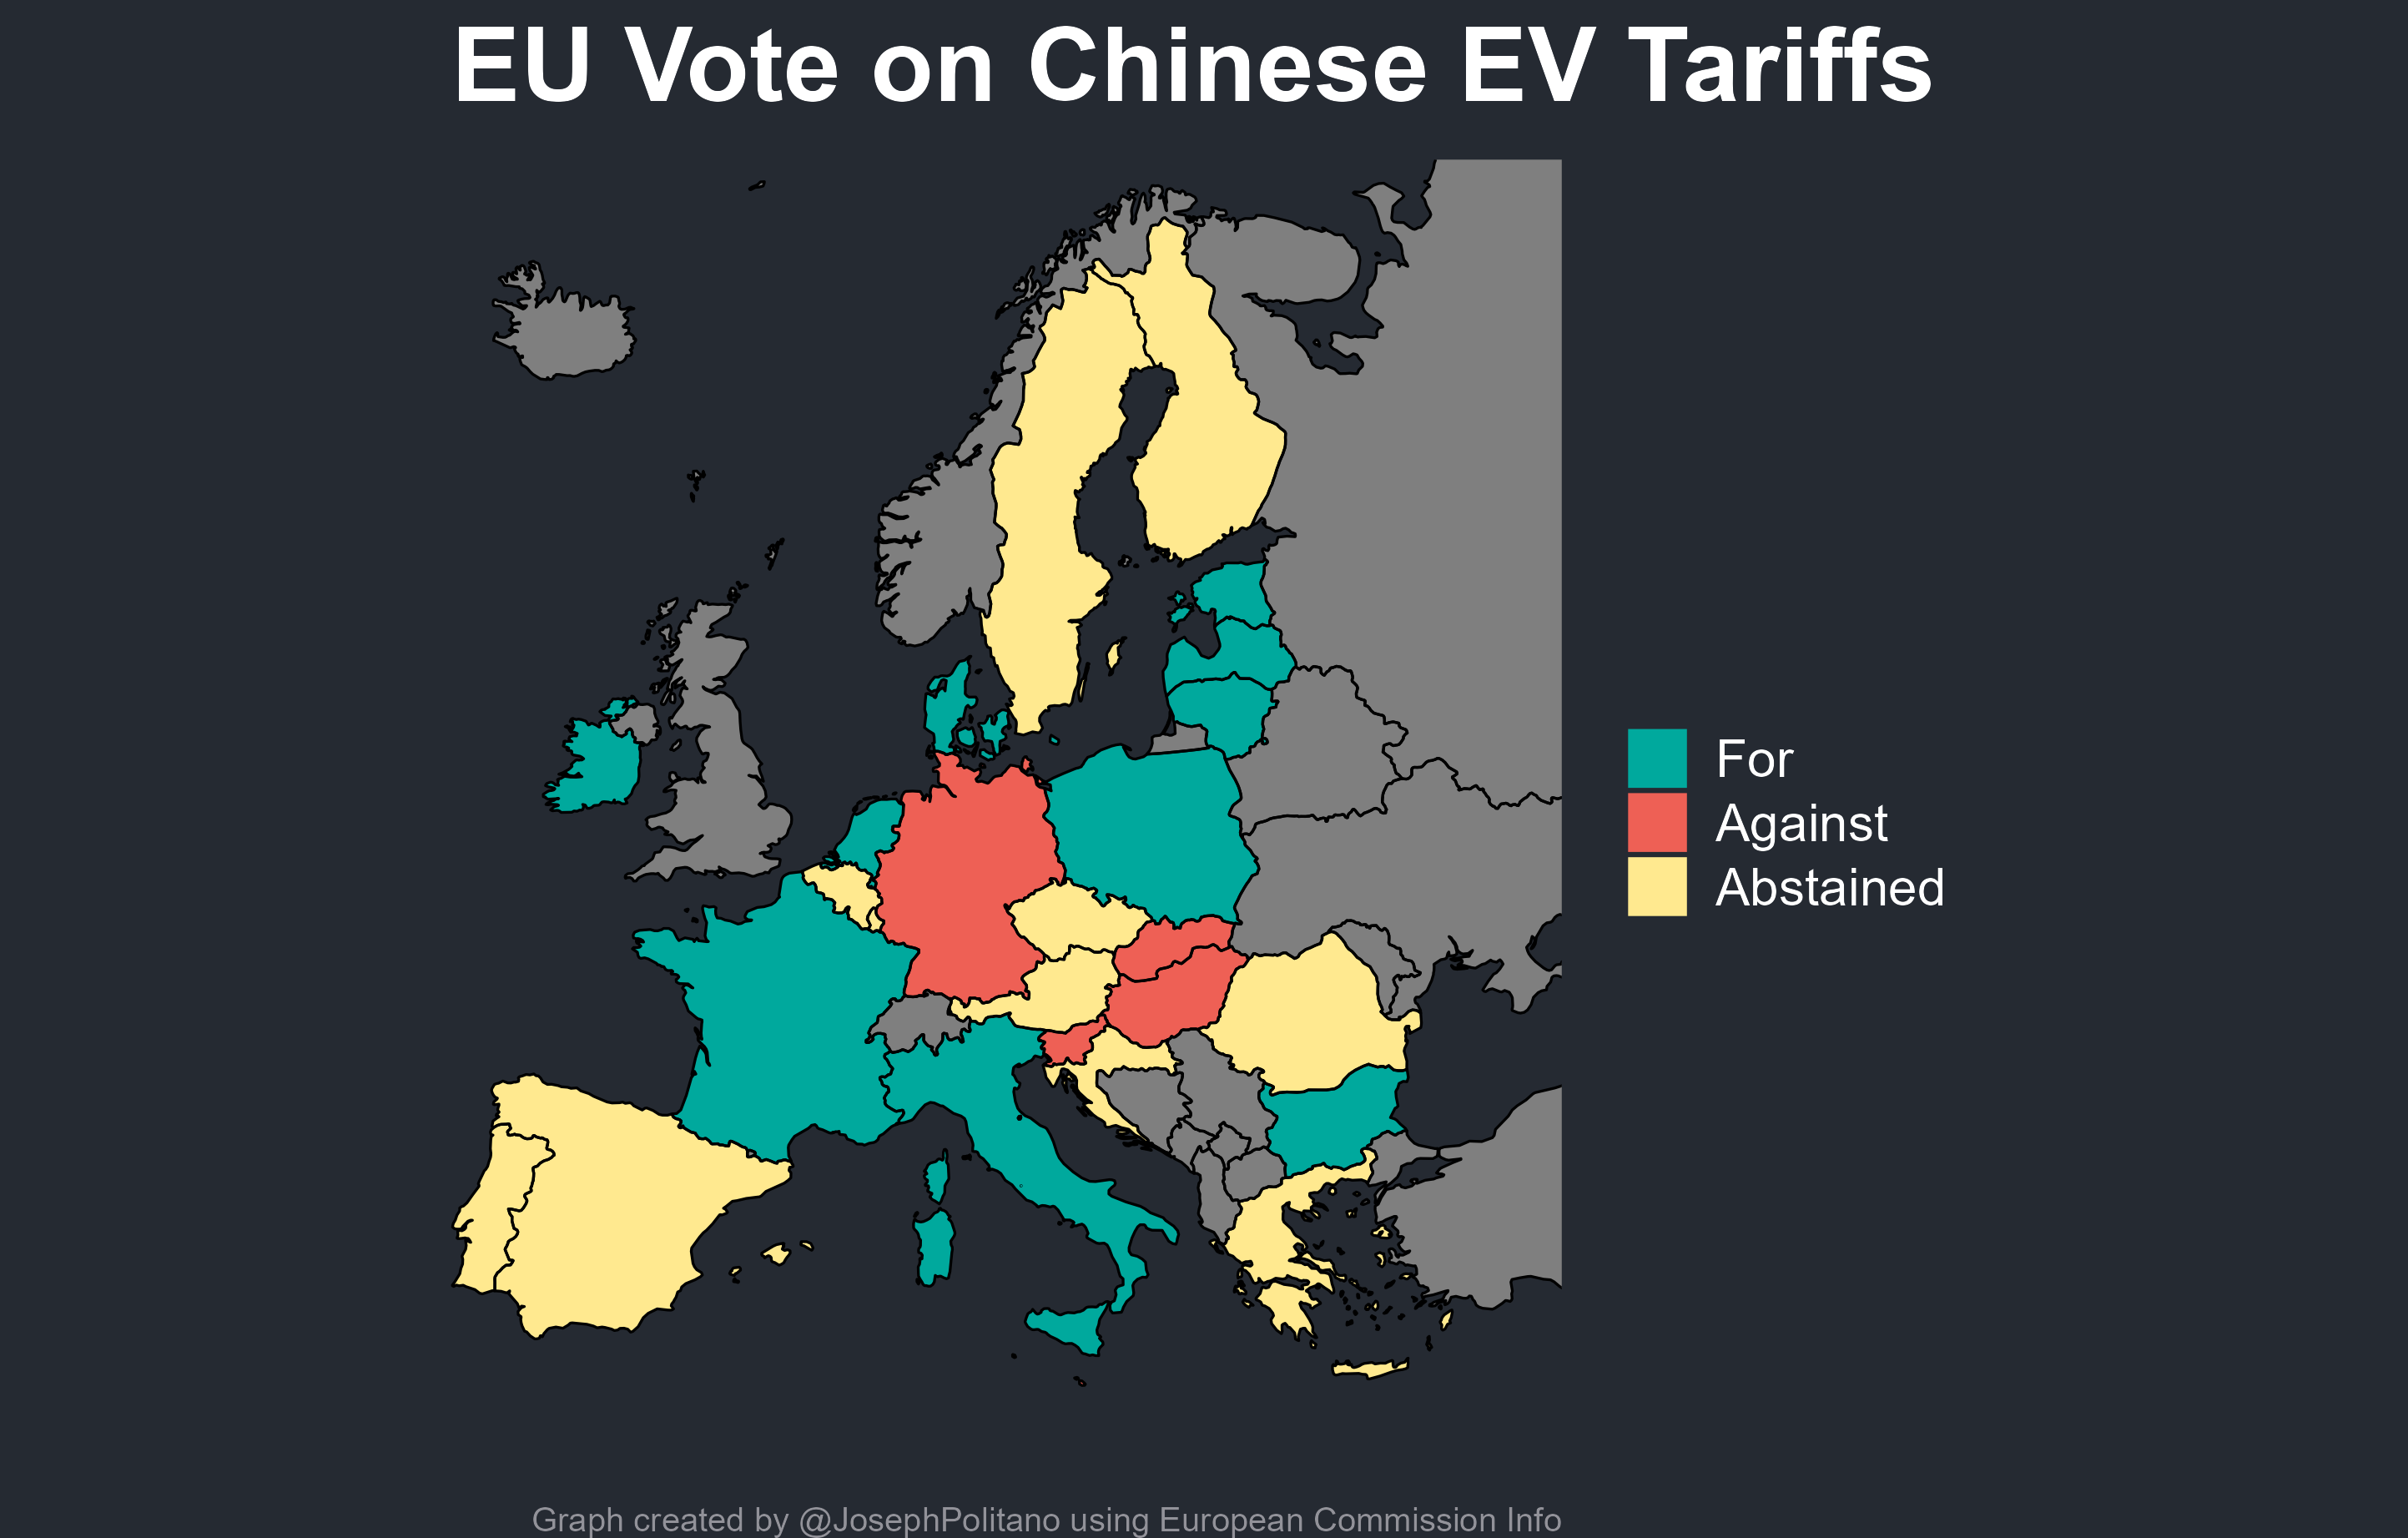 EU Vote on Chinese EV Tariffs
For
Against
Abstained
Graph created by @JosephPolitano using European Commission Info